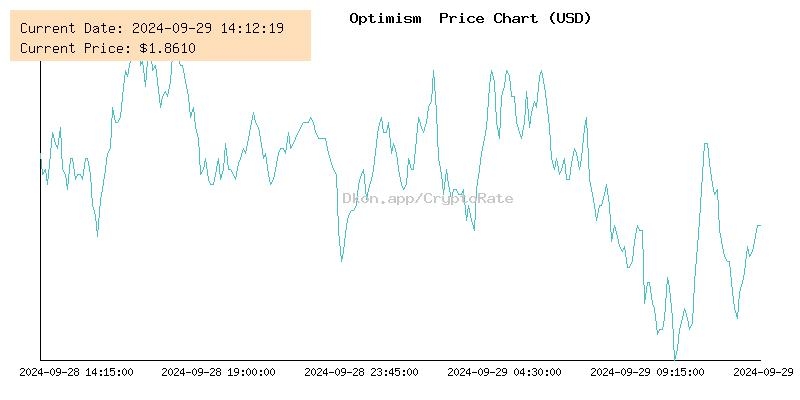 Optimism Price Chart (USD)
Current Date: 2024-09-29 14:12:19
Current Price: $1.8610
Dkon.app/CryptoRate
2024-09-28 14:15:00 2024-09-28 19:00:00 2024-09-28 23:45:00 2024-09-29 04:30:00 2024-09-29 09:15:00 2024-09-29